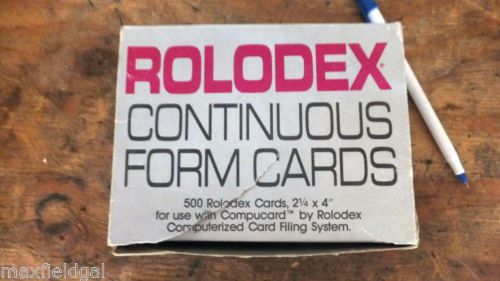 ROLODEX®
CONTINUOUS
FORM CARDS
500 Rolodex Cards, 2¼ x 4"
for use with Compucard™ by Rolodex
Computerized Card Filing System.
maxfieldgal